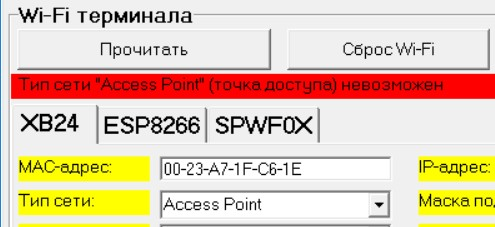 Wi-Fi терминала
Прочитать
Сброс Wi-Fi
Тип сети "Access Point" (точка доступа) невозможен
XB24
ESP8266
SPWF0X
MAC-адрес:
00-23-A7-1F-C6-1E
IP-адрес:
Тип сети:
Access Point
Маска по